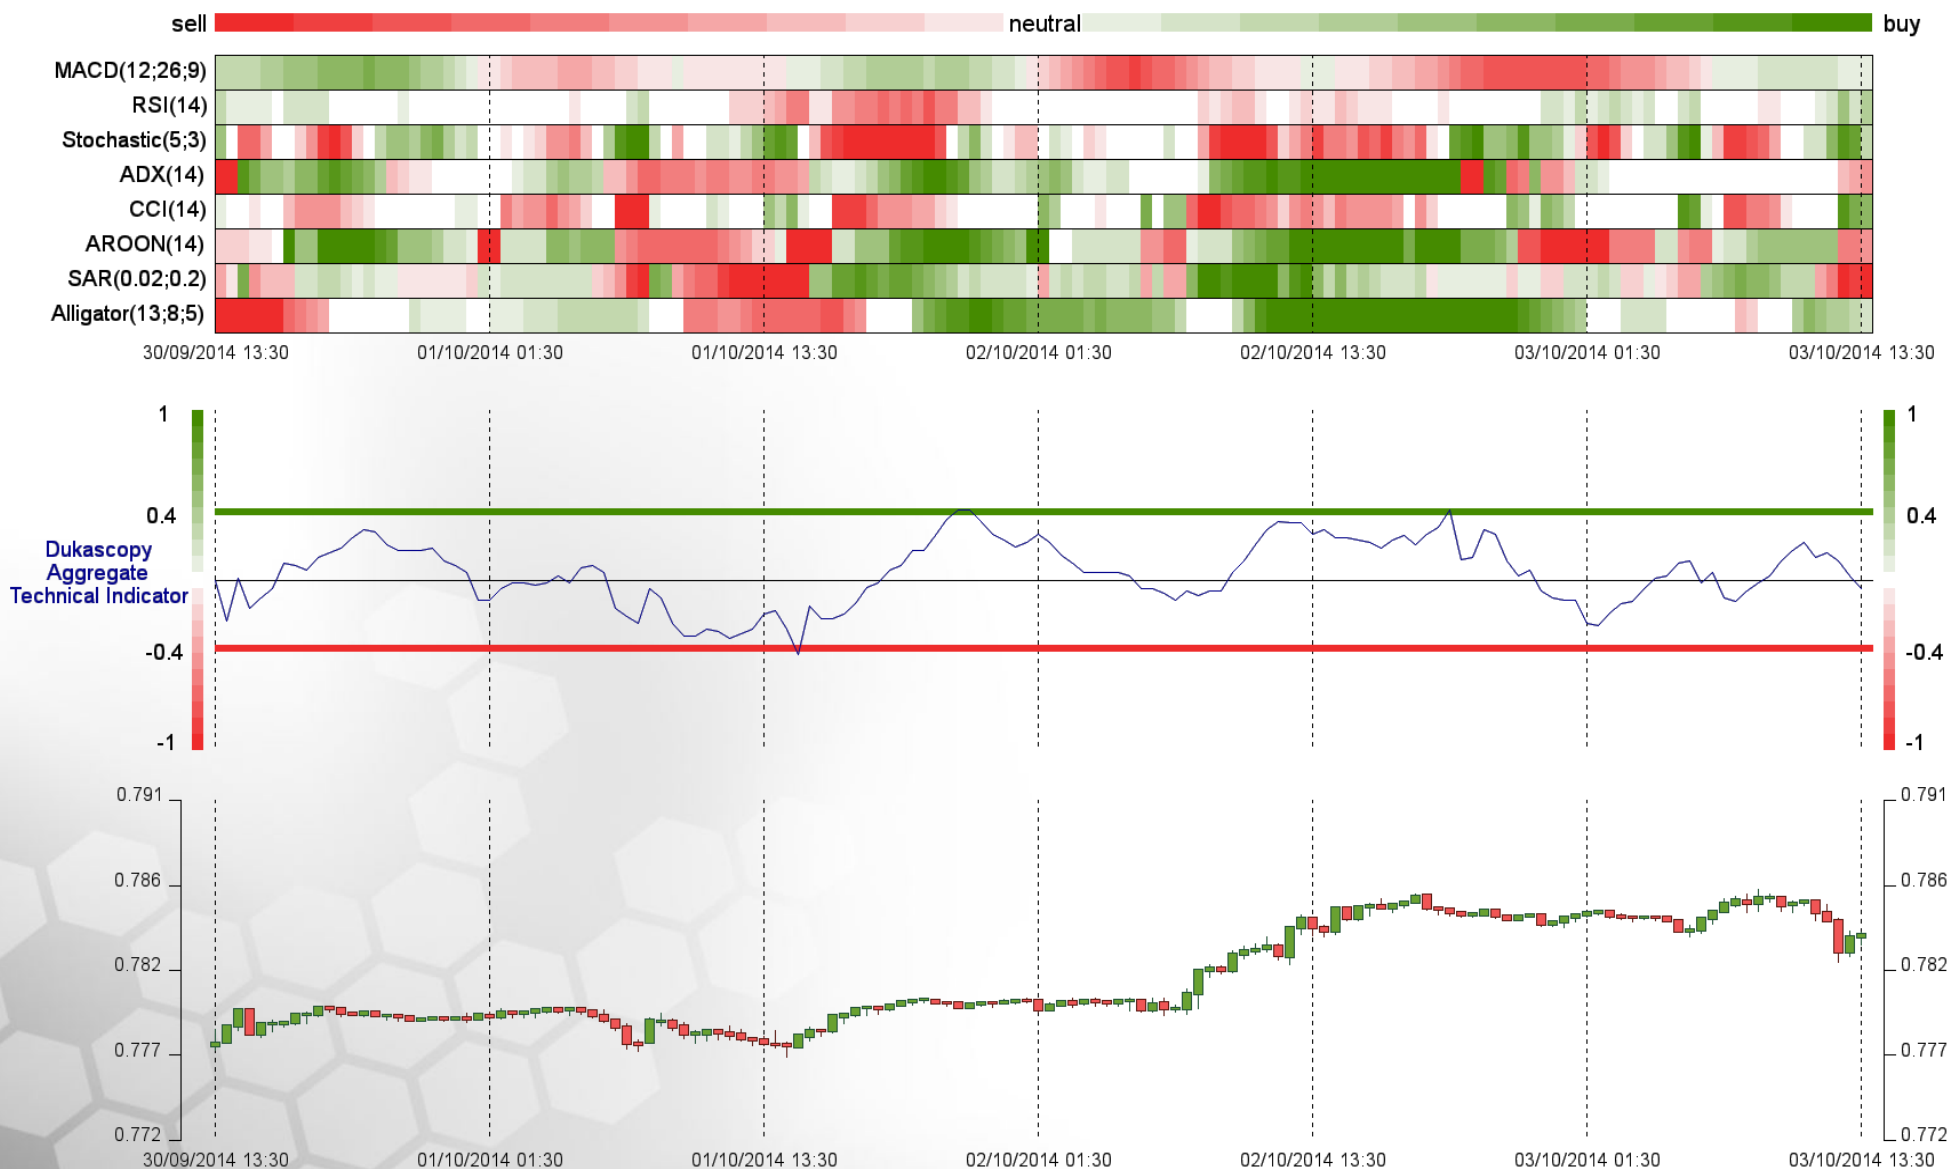 sell neutral buy
MACD(12;26;9)
RSI(14)
Stochastic(5;3)
ADX(14)
CCI(14)
AROON(14)
SAR(0.02;0.2)
Alligator(13;8;5)
30/09/2014 13:30 01/10/2014 01:30 01/10/2014 13:30 02/10/2014 01:30 02/10/2014 13:30 03/10/2014 01:30 03/10/2014 13:30
1 1
0.4 0.4
Dukascopy
Aggregate
Technical Indicator
-0.4 -0.4
-1 -1
0.791 0.791
0.786 0.786
0.782 0.782
0.777 0.777
0.772 0.772
30/09/2014 13:30 01/10/2014 01:30 01/10/2014 13:30 02/10/2014 01:30 02/10/2014 13:30 03/10/2014 01:30 03/10/2014 13:30